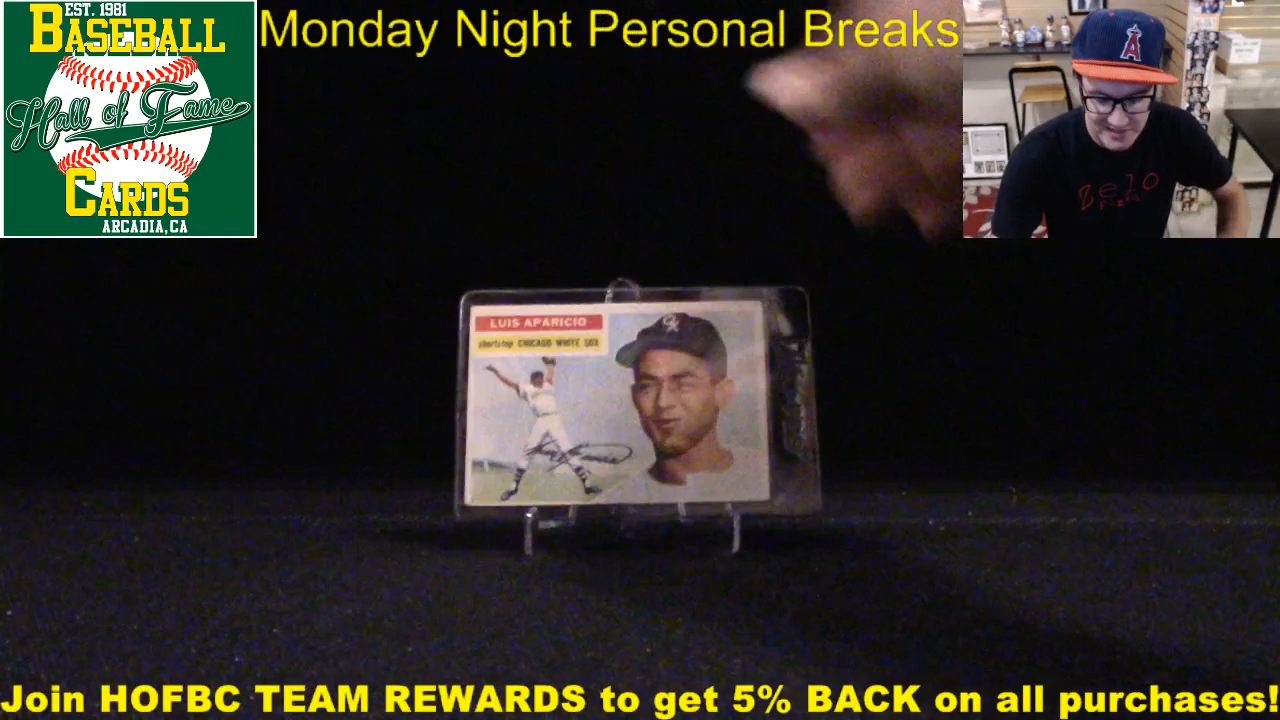 EST. 1981
BASEBALL
Hall of Fame
CARDS
ARCADIA, CA
Monday Night Personal Breaks
A
LUIS APARICIO
shortstop CHICAGO WHITE SOX
Join HOFBC TEAM REWARDS to get 5% BACK on all purchases!